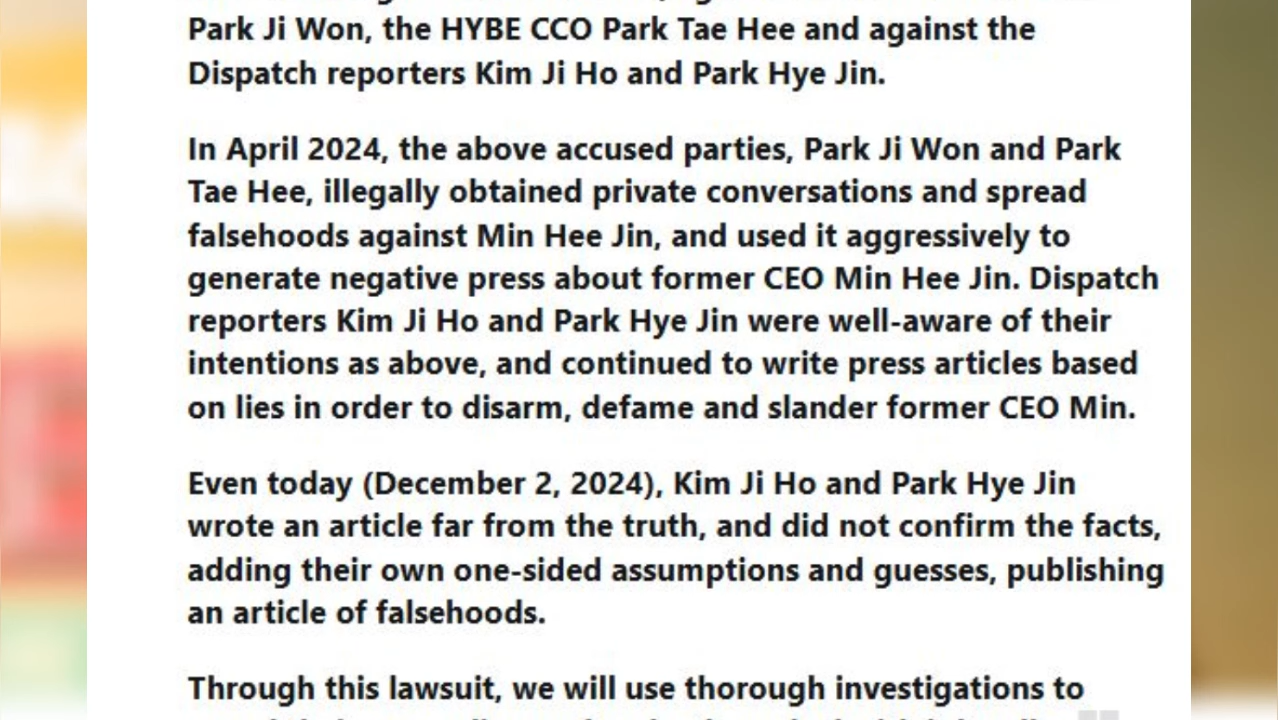 Park Ji Won, the HYBE CCO Park Tae Hee and against the
Dispatch reporters Kim Ji Ho and Park Hye Jin.
In April 2024, the above accused parties, Park Ji Won and Park
Tae Hee, illegally obtained private conversations and spread
falsehoods against Min Hee Jin, and used it aggressively to
generate negative press about former CEO Min Hee Jin. Dispatch
reporters Kim Ji Ho and Park Hye Jin were well-aware of their
intentions as above, and continued to write press articles based
on lies in order to disarm, defame and slander former CEO Min.
Even today (December 2, 2024), Kim Ji Ho and Park Hye Jin
wrote an article far from the truth, and did not confirm the facts,
adding their own one-sided assumptions and guesses, publishing
an article of falsehoods.
Through this lawsuit, we will use thorough investigations to